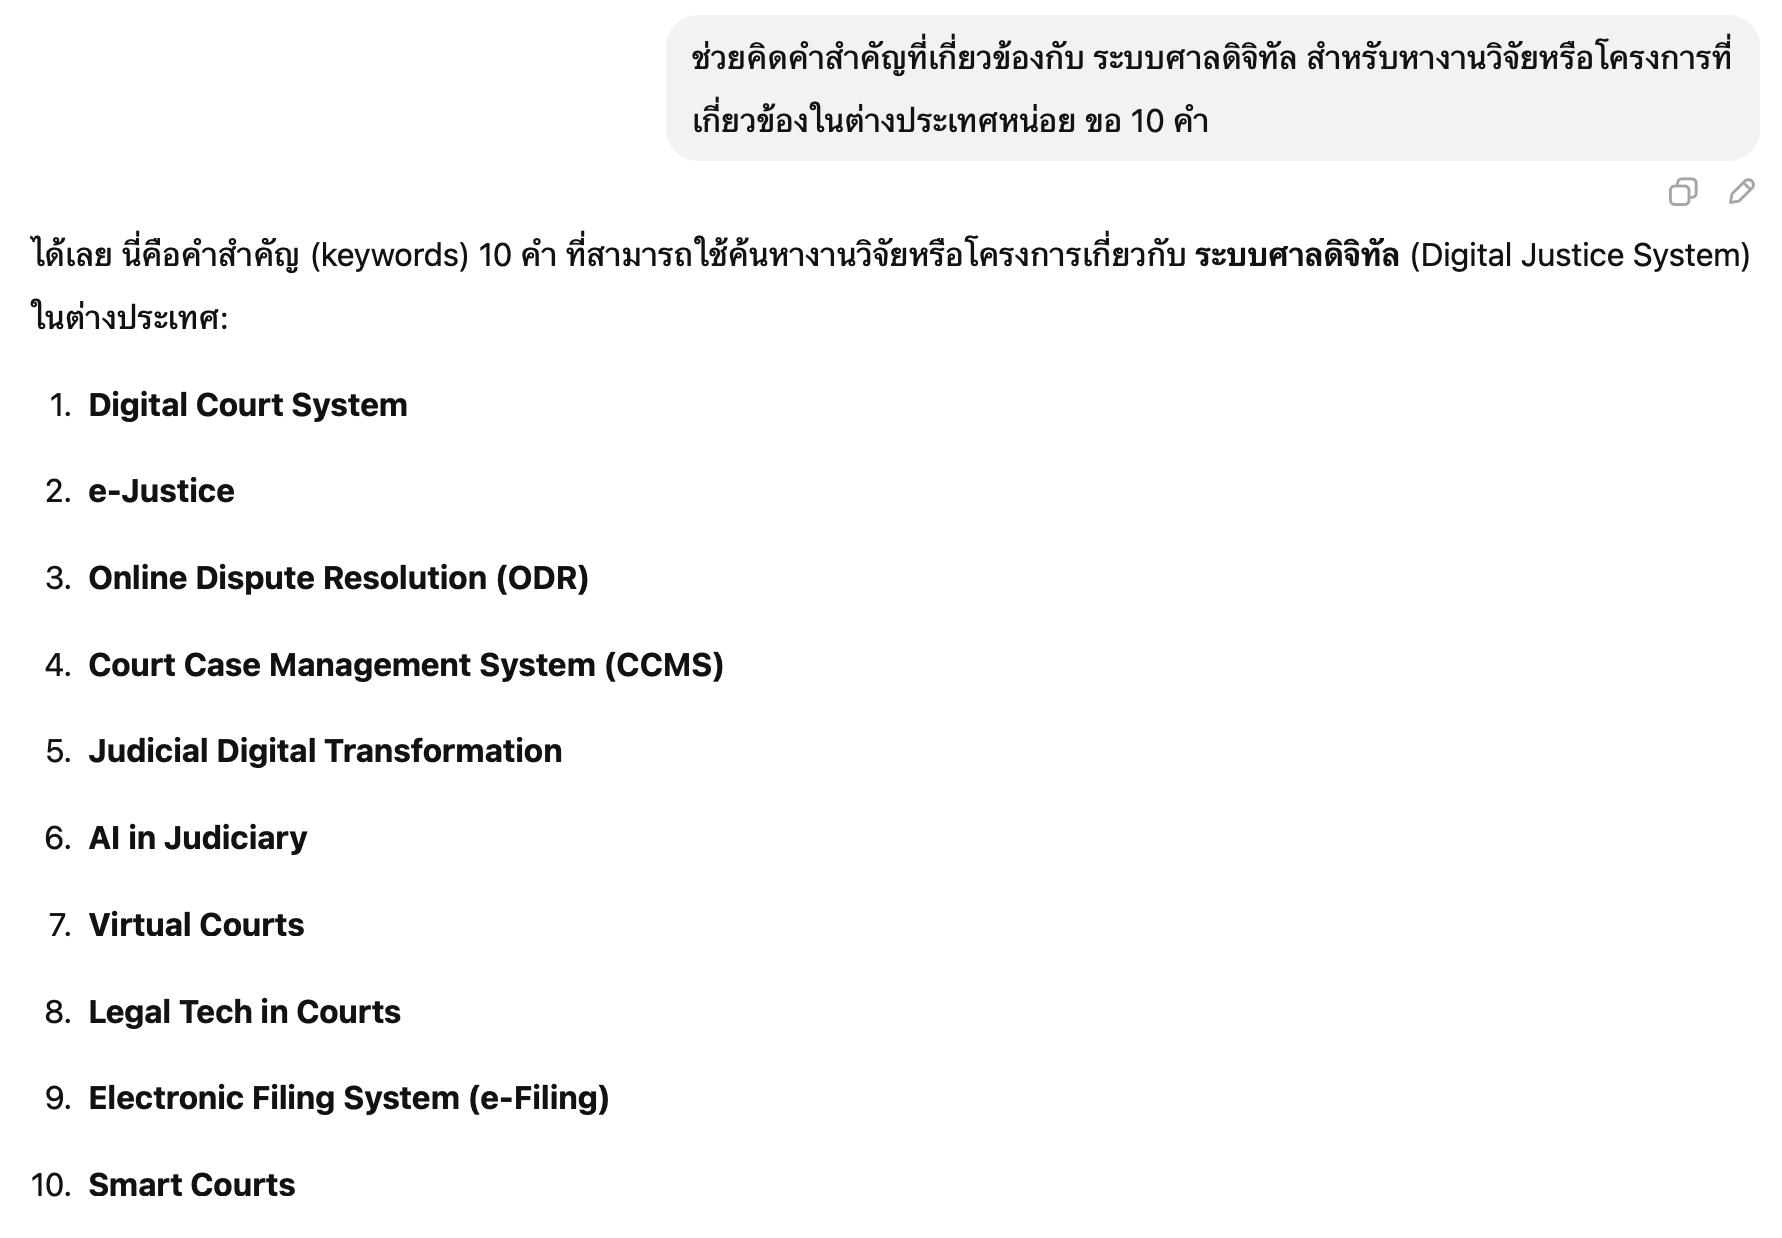 ช่วยคิดคำสำคัญที่เกี่ยวข้องกับ ระบบศาลดิจิทัล สำหรับหางานวิจัยหรือโครงการที่
เกี่ยวข้องในต่างประเทศหน่อย ขอ 10 คำ
ได้เลย นี่คือคำสำคัญ (keywords) 10 คำ ที่สามารถใช้ค้นหางานวิจัยหรือโครงการเกี่ยวกับ ระบบศาลดิจิทัล (Digital Justice System)
ในต่างประเทศ:
1. Digital Court System
2. e-Justice
3. Online Dispute Resolution (ODR)
4. Court Case Management System (CCMS)
5. Judicial Digital Transformation
6. AI in Judiciary
7. Virtual Courts
8. Legal Tech in Courts
9. Electronic Filing System (e-Filing)
10. Smart Courts